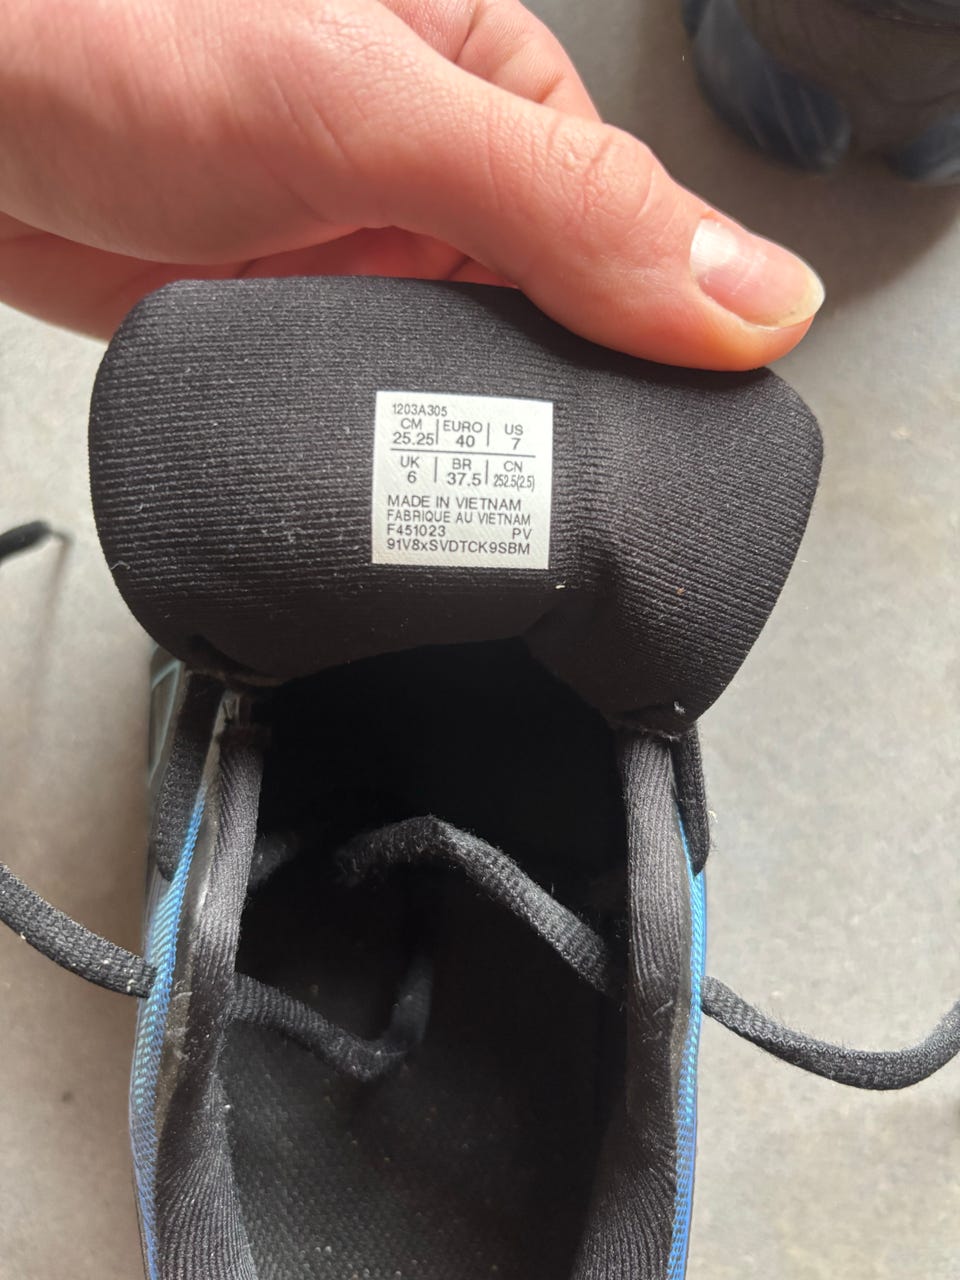 1203A305
CM EURO US
25.25 40 7
UK BR CN
6 37.5 252.5(2.5)
MADE IN VIETNAM
FABRIQUE AU VIETNAM
F451023 PV
91V8xSVDTCK9SBM